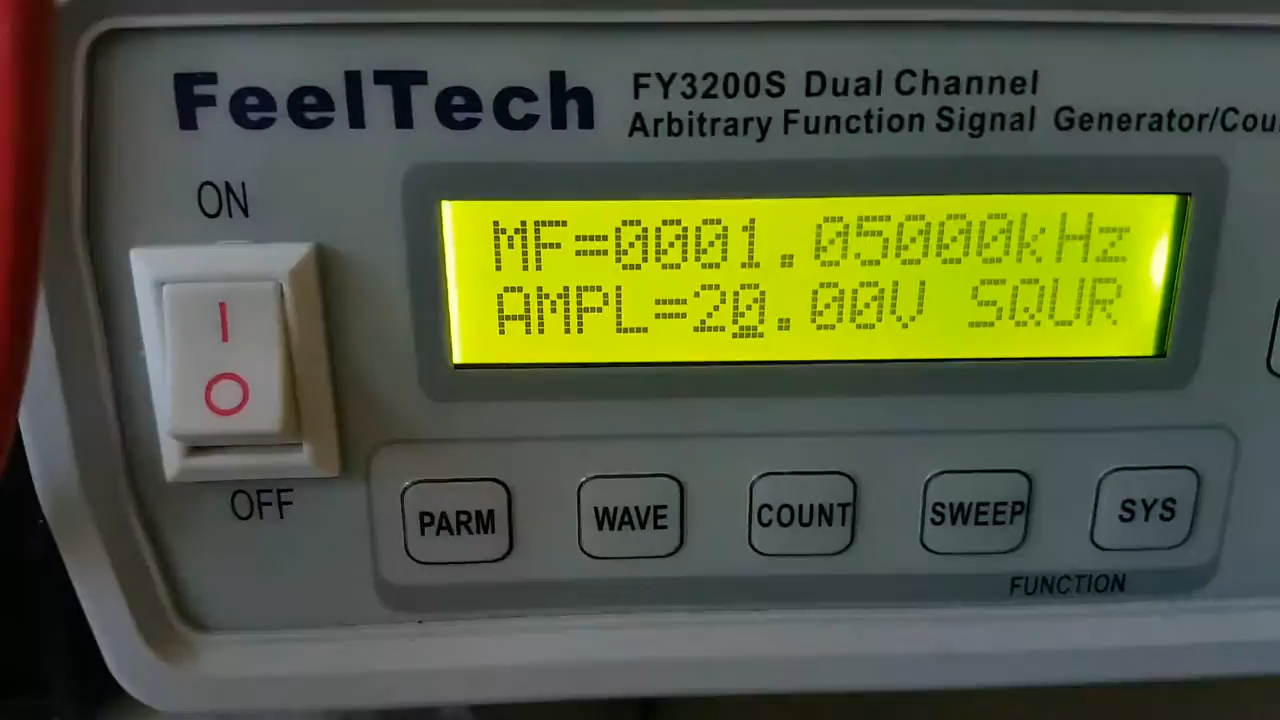 FeelTech
FY3200S Dual Channel
Arbitrary Function Signal Generator/Cou
ON
MF=0001.05000kHz
AMPL=20.00V SQUR
I
O
OFF
PARM
WAVE
COUNT
SWEEP
SYS
FUNCTION